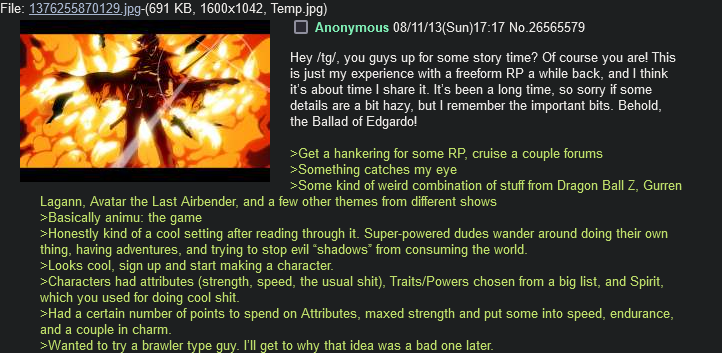 File: 1376255870129.jpg-(691 KB, 1600x1042, Temp.jpg)
Anonymous 08/11/13(Sun)17:17 No.26565579
Hey /tg/, you guys up for some story time? Of course you are! This
is just my experience with a freeform RP a while back, and I think
it's about time I share it. It's been a long time, so sorry if some
details are a bit hazy, but I remember the important bits. Behold,
the Ballad of Edgardo!
>Get a hankering for some RP, cruise a couple forums
>Something catches my eye
>Some kind of weird combination of stuff from Dragon Ball Z, Gurren
Lagann, Avatar the Last Airbender, and a few other themes from different shows
>Basically animu: the game
>Honestly kind of a cool setting after reading through it. Super-powered dudes wander around doing their own
thing, having adventures, and trying to stop evil “shadows” from consuming the world.
>Looks cool, sign up and start making a character.
>Characters had attributes (strength, speed, the usual shit), Traits/Powers chosen from a big list, and Spirit,
which you used for doing cool shit.
>Had a certain number of points to spend on Attributes, maxed strength and put some into speed, endurance,
and a couple in charm.
>Wanted to try a brawler type guy. I'll get to why that idea was a bad one later.